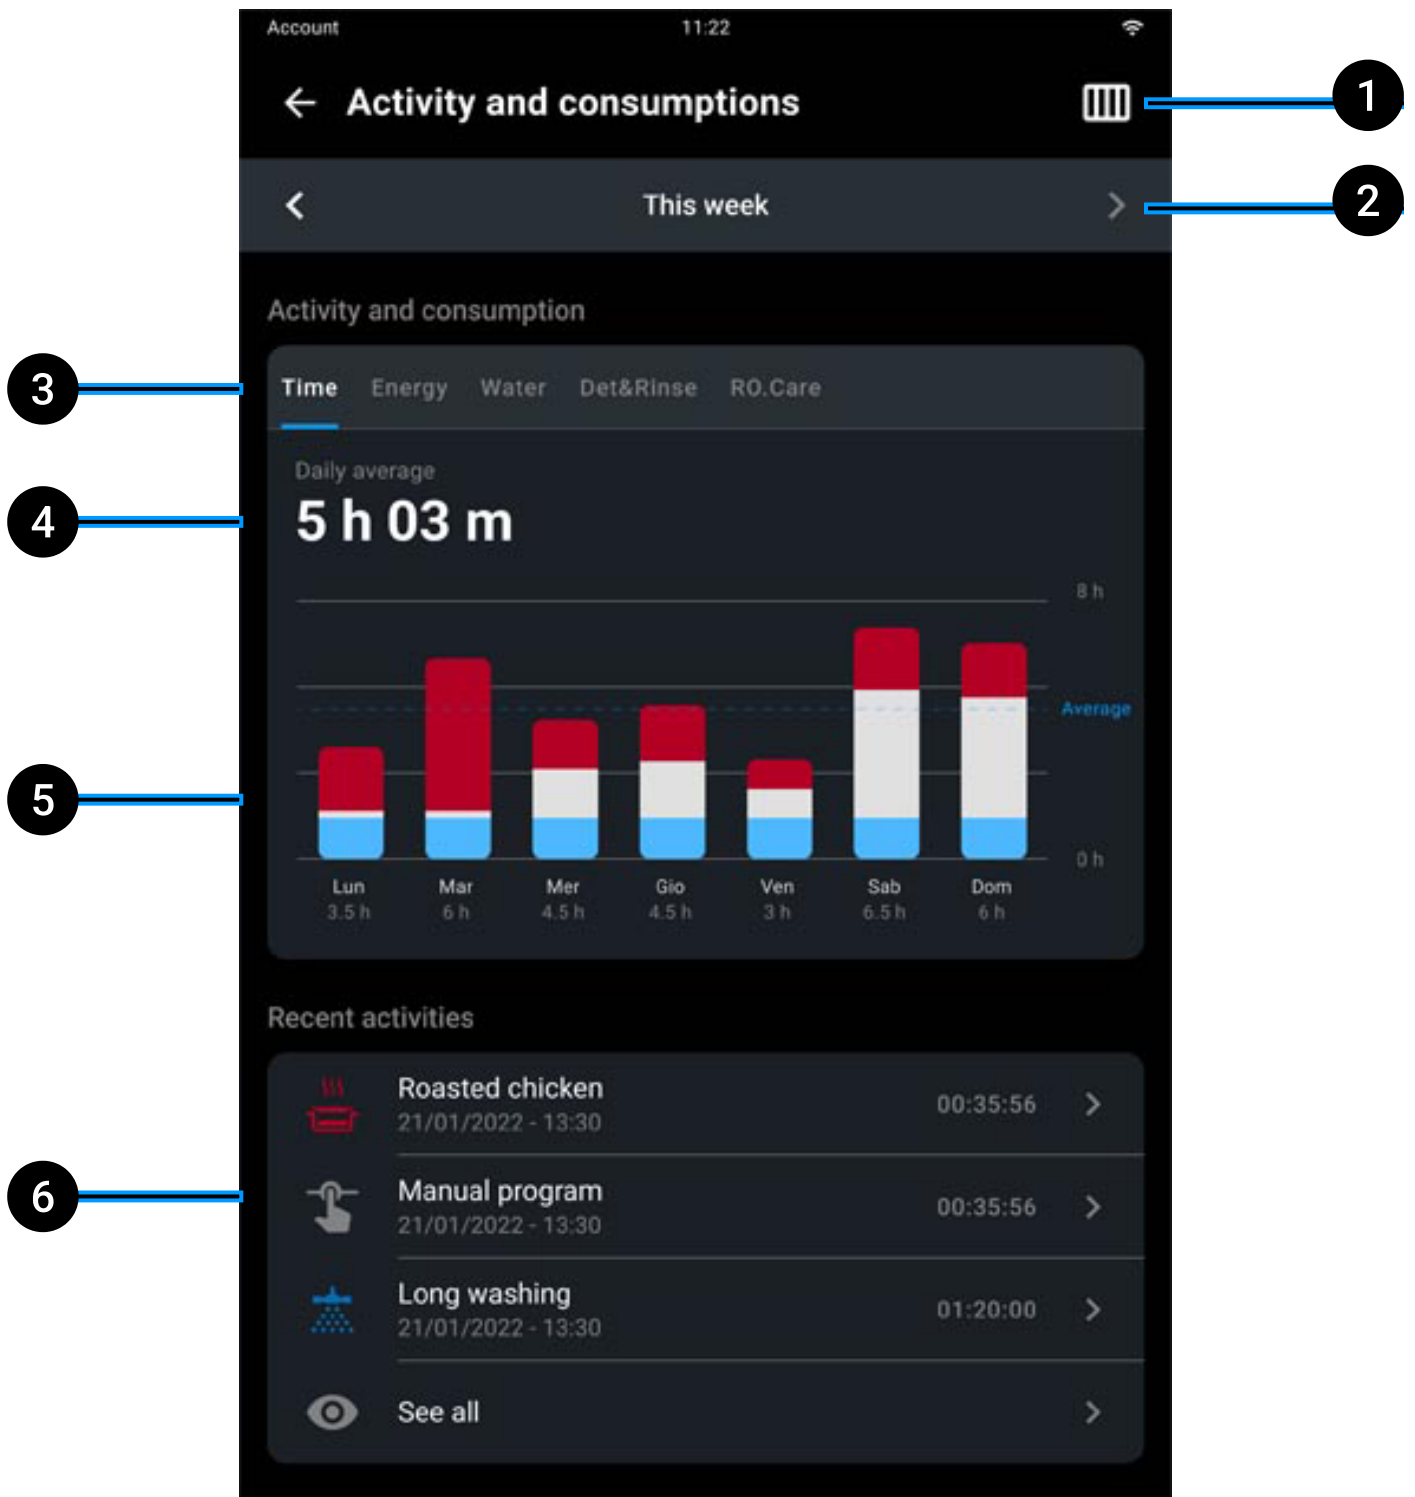 Account 11:22
Activity and consumptions
1
This week
2
Activity and consumption
3
Time Energy Water Det&Rinse RO.Care
Daily average
4
5 h 03 m
8 h
Average
5
0 h
Lun Mar Mer Gio Ven Sab Dom
3.5 h 6 h 4.5 h 4.5 h 3 h 6.5 h 6 h
Recent activities
Roasted chicken
21/01/2022 - 13:30
00:35:56
6
Manual program
21/01/2022 - 13:30
00:35:56
Long washing
21/01/2022 - 13:30
01:20:00
See all